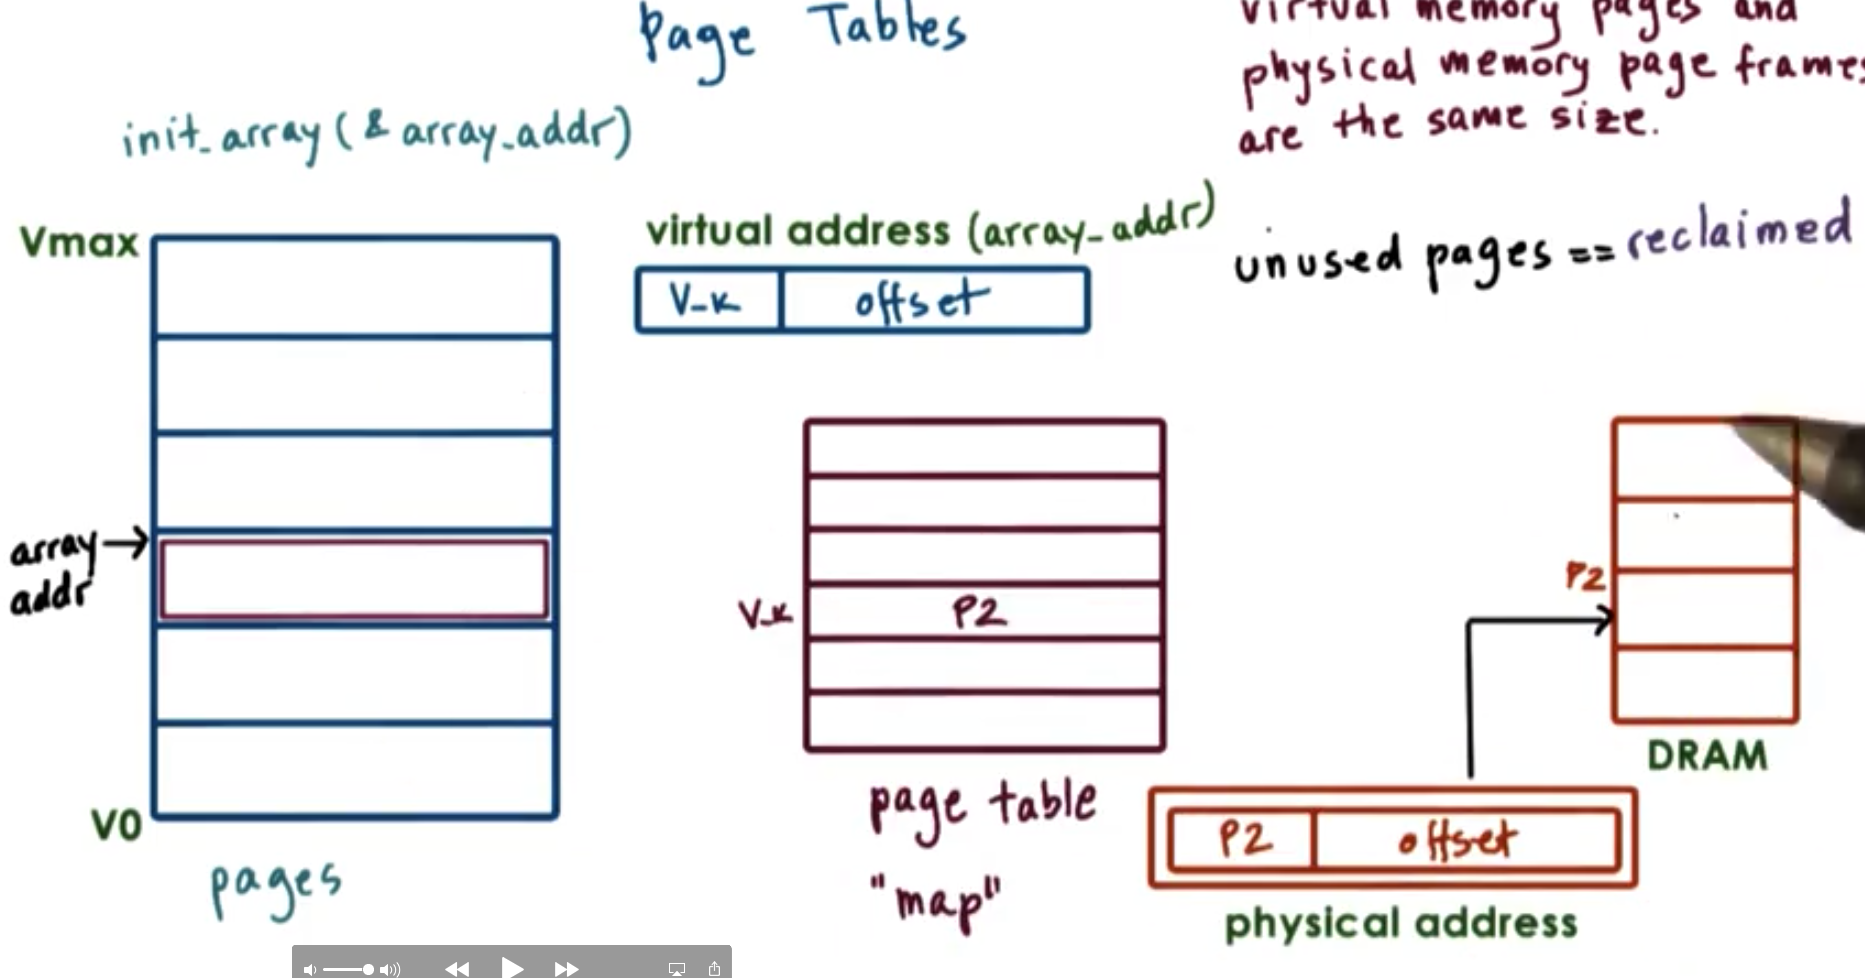 Page Tables
virtual memory pages and
physical memory page frames
are the same size.
init_array(& array_addr)
Vmax
virtual address (array_addr)
unused pages == reclaimed
V_k offset
array
addr
P2
V_k P2
DRAM
page table
V0
P2 offset
pages
"map"
physical address